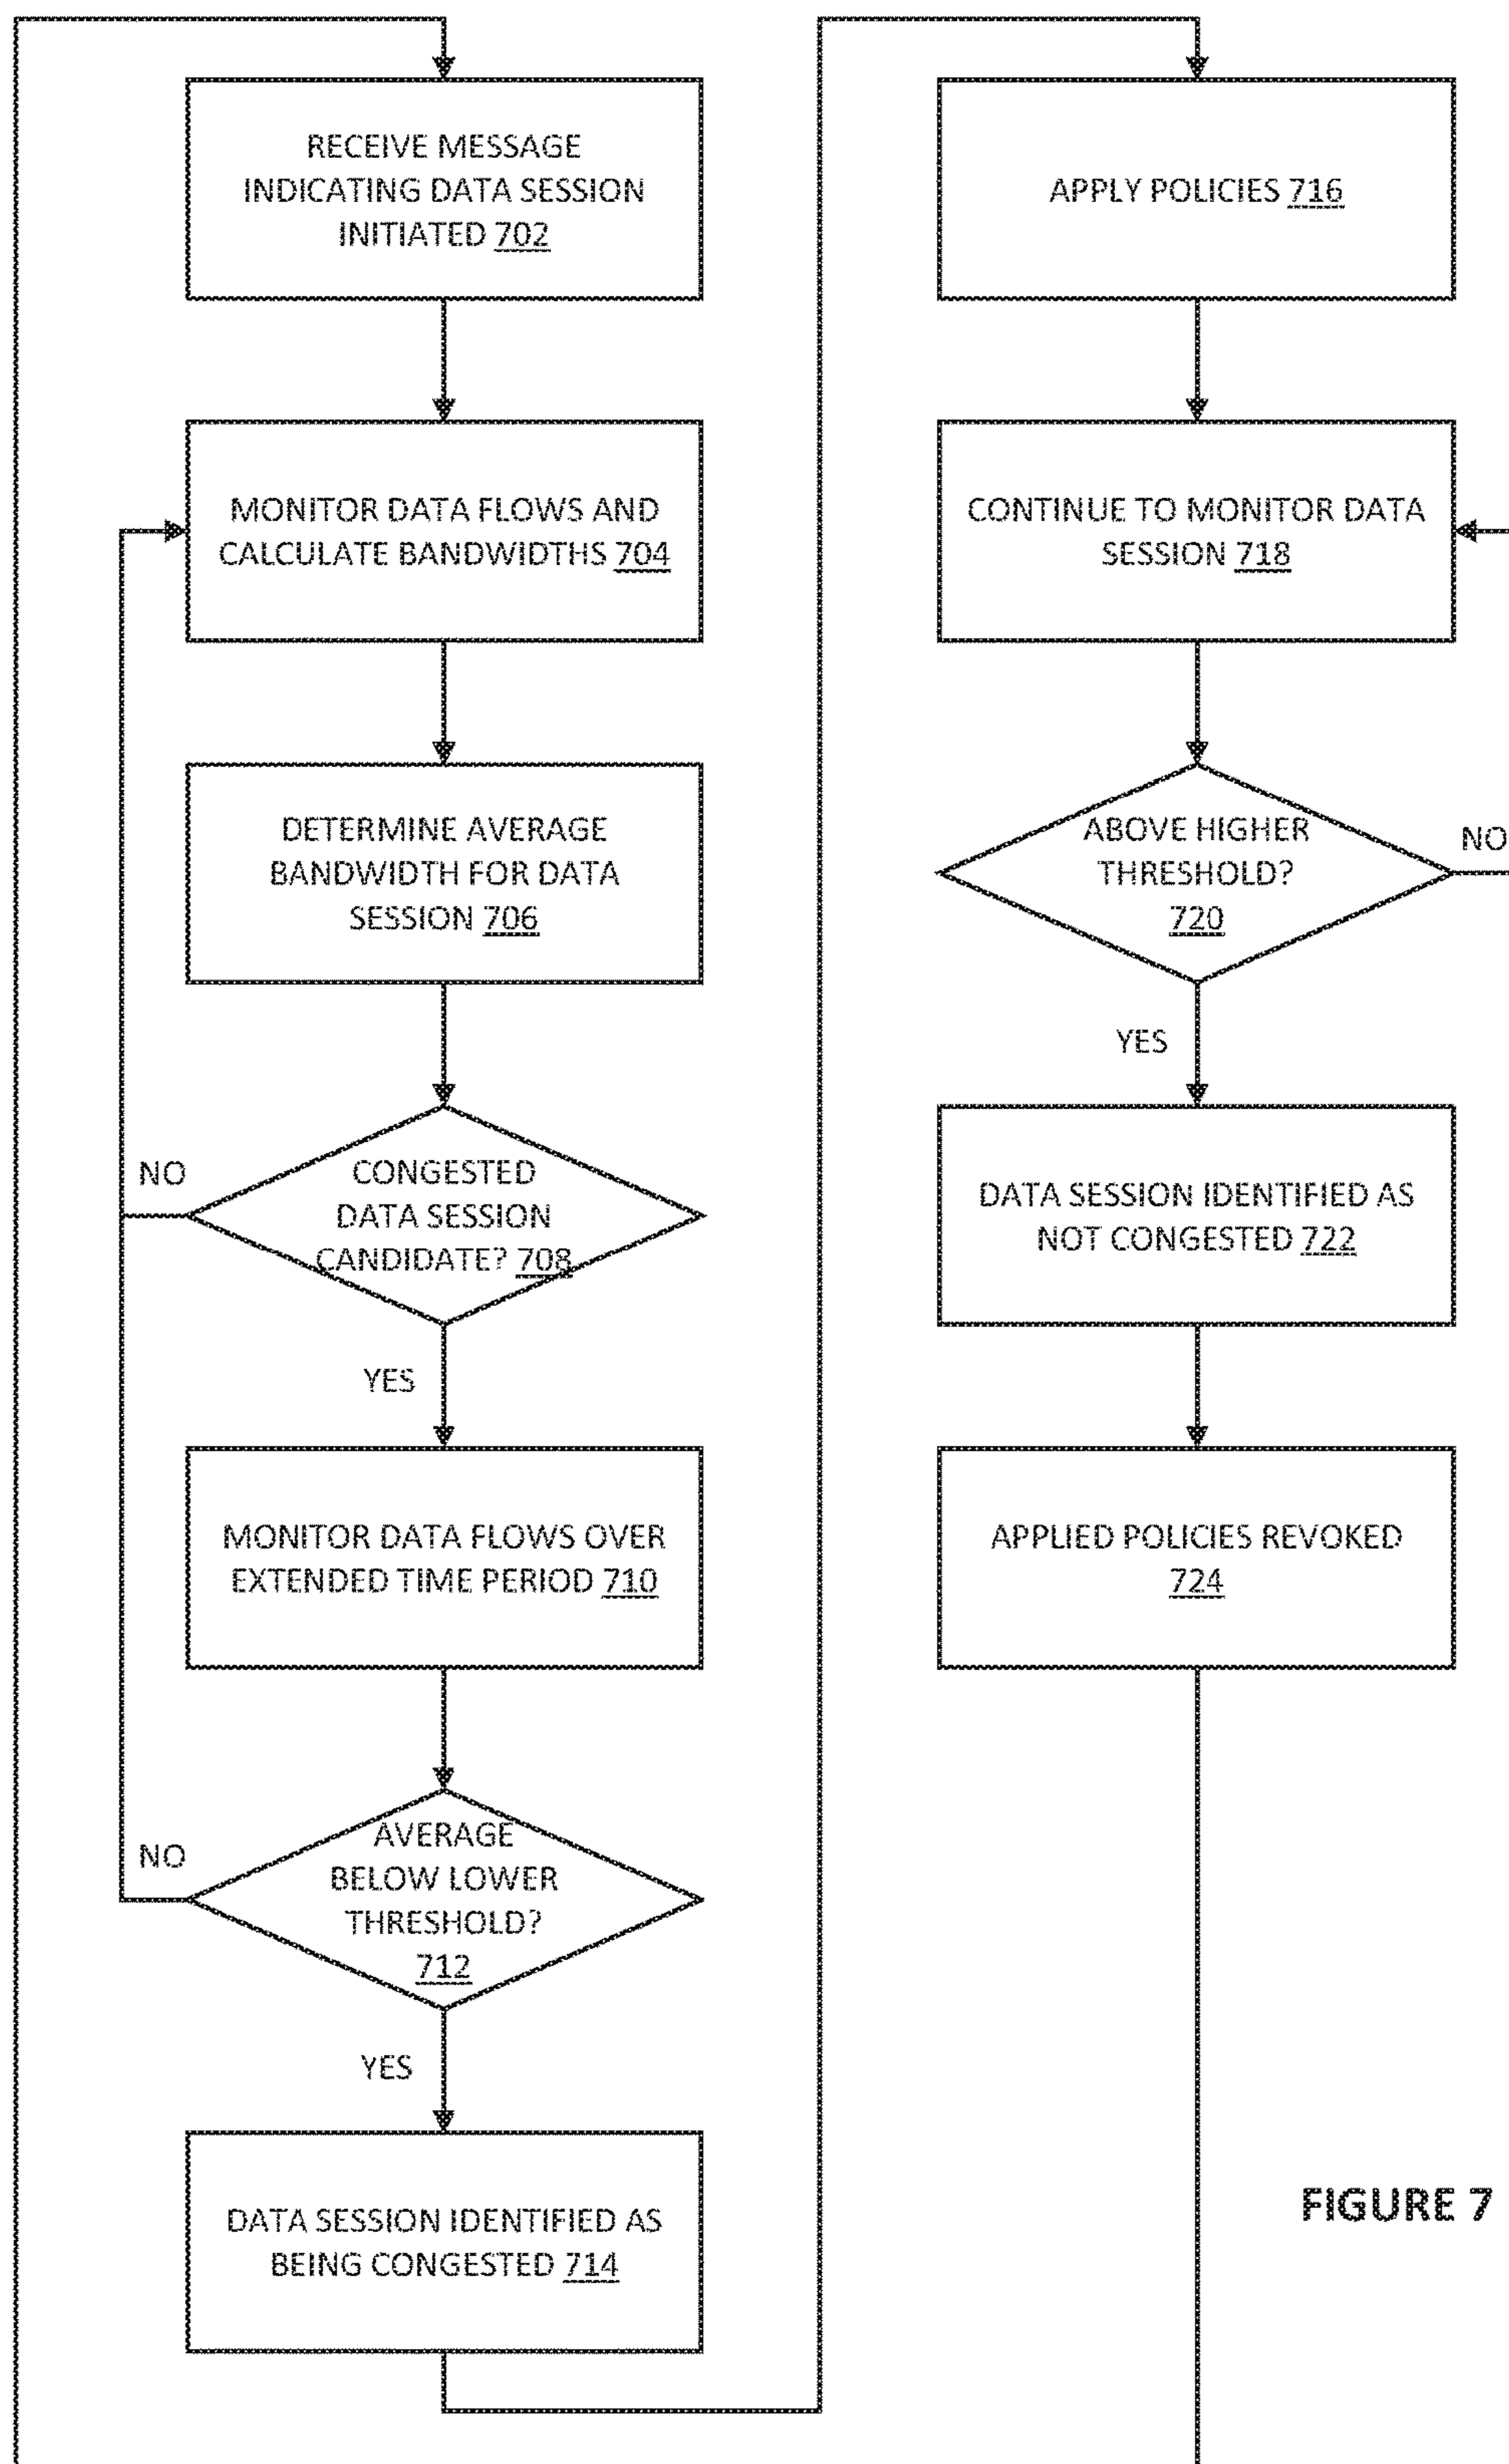 RECEIVE MESSAGE
INDICATING DATA SESSION
INITIATED 702
MONITOR DATA FLOWS AND
CALCULATE BANDWIDTHS 704
DETERMINE AVERAGE
BANDWIDTH FOR DATA
SESSION 706
NO
CONGESTED
DATA SESSION
CANDIDATE? 708
YES
MONITOR DATA FLOWS OVER
EXTENDED TIME PERIOD 710
NO
AVERAGE
BELOW LOWER
THRESHOLD?
712
YES
DATA SESSION IDENTIFIED AS
BEING CONGESTED 714
APPLY POLICIES 716
CONTINUE TO MONITOR DATA
SESSION 718
ABOVE HIGHER
THRESHOLD?
720
NO
YES
DATA SESSION IDENTIFIED AS
NOT CONGESTED 722
APPLIED POLICIES REVOKED
724
FIGURE 7